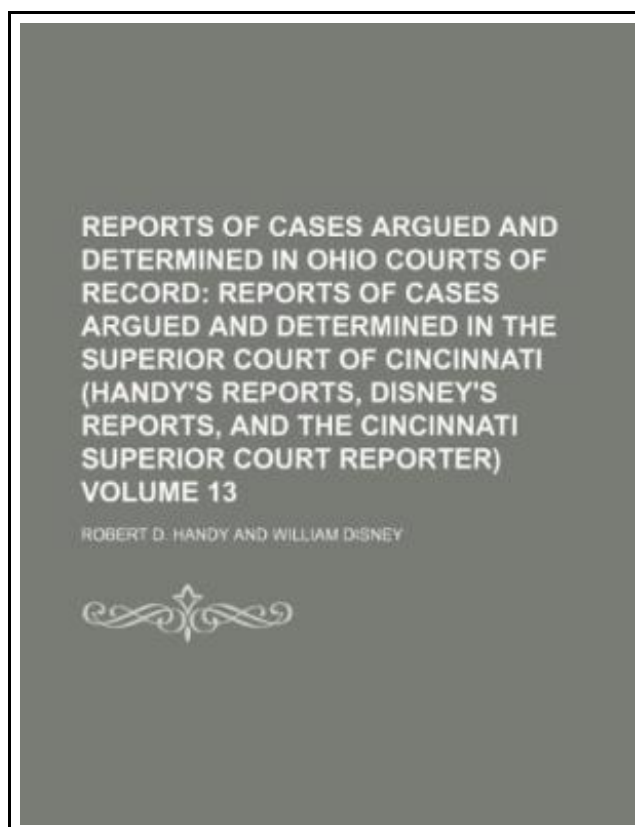 REPORTS OF CASES ARGUED AND
DETERMINED IN OHIO COURTS OF
RECORD: REPORTS OF CASES
ARGUED AND DETERMINED IN THE
SUPERIOR COURT OF CINCINNATI
(HANDY'S REPORTS, DISNEY'S
REPORTS, AND THE CINCINNATI
SUPERIOR COURT REPORTER)
VOLUME 13
ROBERT D. HANDY AND WILLIAM DISNEY